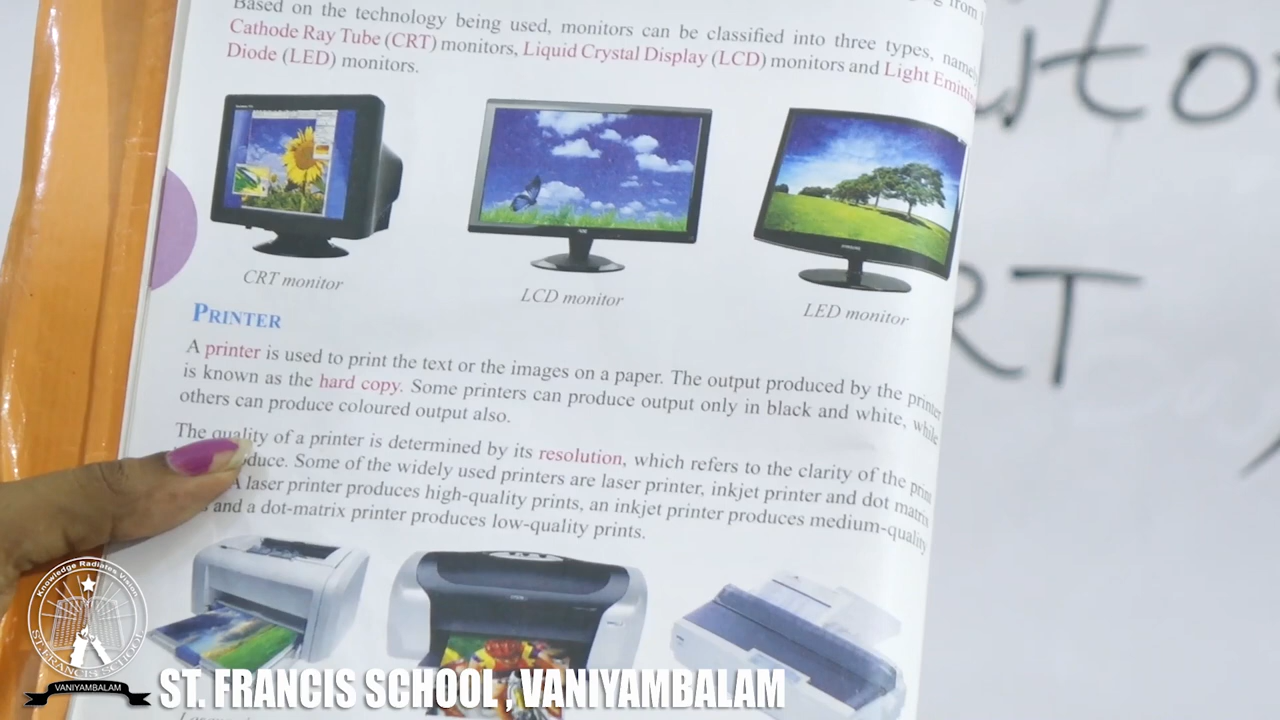 Based on the technology being used, monitors can be classified into three types,
Cathode Ray Tube (CRT) monitors, Liquid Crystal Display (LCD) monitors and Light
Diode (LED) monitors.
CRT monitor
LCD monitor
LED monitor
PRINTER
A printer is used to print the text or the images on a paper. The output produced by the printer
is known as the hard copy. Some printers can produce output only in black and white, while
others can produce coloured output also.
The quality of a printer is determined by its resolution, which refers to the clarity of the print
Some of the widely used printers are laser printer, inkjet printer and dot matrix
A laser printer produces high-quality prints, an inkjet printer produces medium-quality
and a dot-matrix printer produces low-quality prints.
RT
Knowledge Radiates Vision
ST. FRANCIS SCHOOL
VANIYAMBALAM
ST. FRANCIS SCHOOL , VANIYAMBALAM